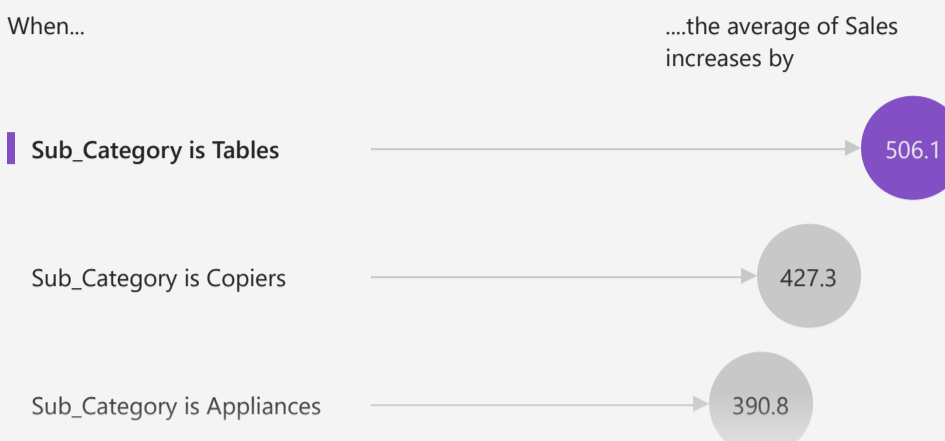 When...
....the average of Sales
increases by
Sub_Category is Tables
506.1
Sub_Category is Copiers
427.3
Sub_Category is Appliances
390.8